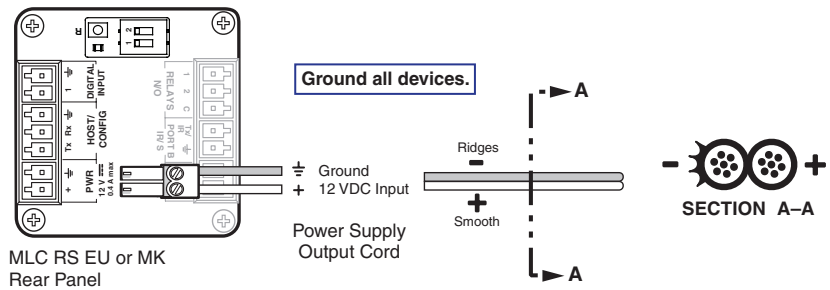 R
2
1
DIGITAL
INPUT
1
HOST/
CONFIG
Tx Rx
PWR
12 V
0.4 A max
+
RELAYS
N/O
1 2 C
PORT B
IR/S
Tx/
IR
Ground all devices.
Ground
+ 12 VDC Input
Power Supply
Output Cord
Ridges
-
+
Smooth
A
A
- +
SECTION A–A
MLC RS EU or MK
Rear Panel